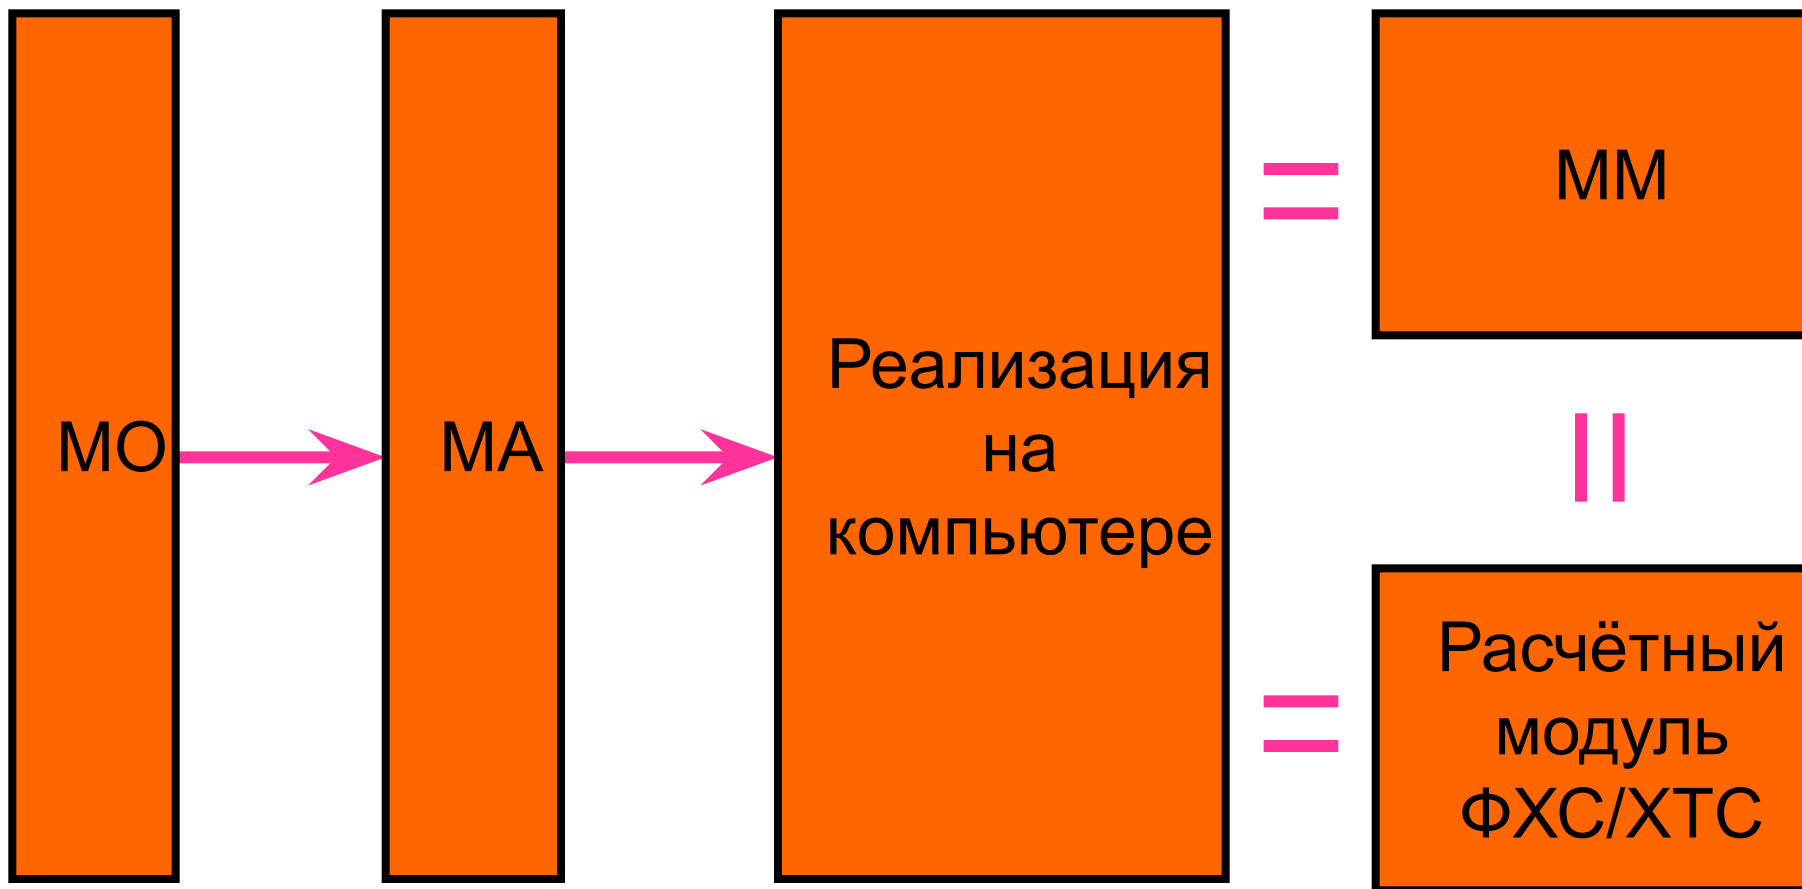 МО
МА
Реализация
на
компьютере
ММ
Расчётный
модуль
ФХС/ХТС